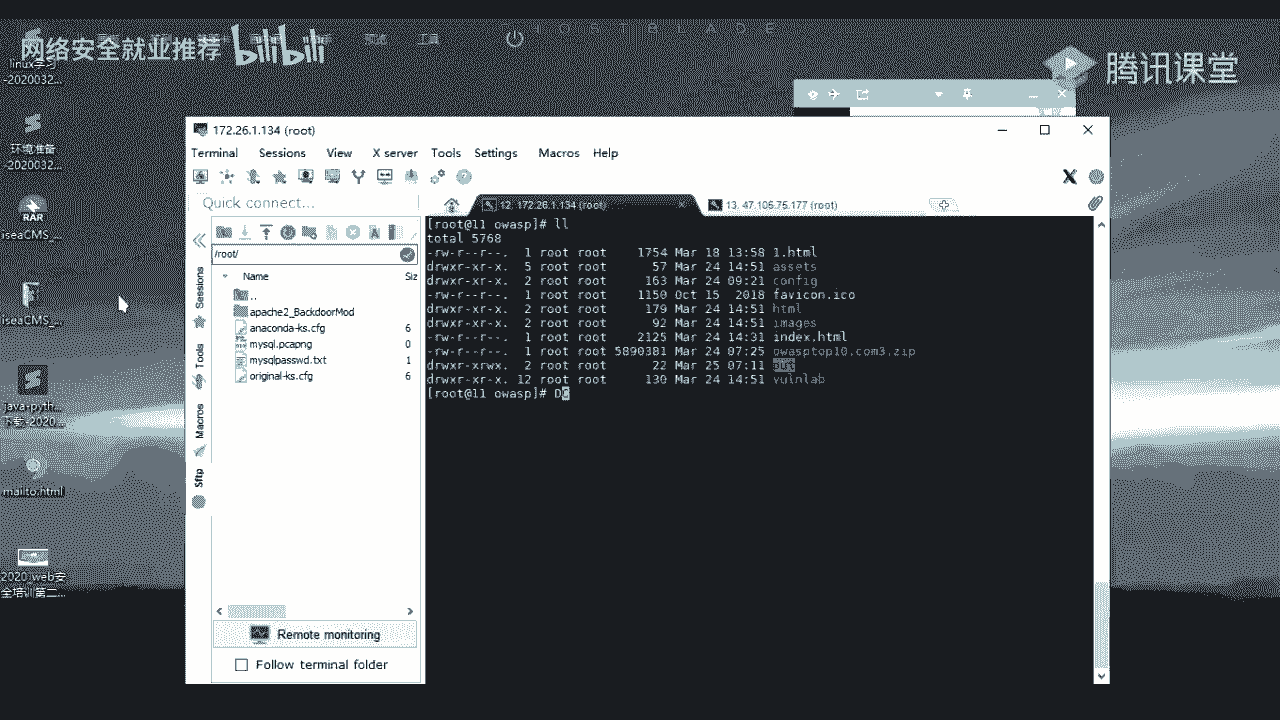 网络安全就业推荐 bilibili
工具
OSTBLADE
腾讯课堂
linux学习
-2020032...
环境准备
-2020032...
RAR
iseaCMS_...
iseaCMS_...
java-pyth...
-2020...
mailto.html
2020 web安
全培训第二...
172.26.1.134 (root)
Terminal Sessions View X server Tools Settings Macros Help
Quick connect...
12. 172.26.1.134 (root)
13. 47.106.75.177 (root)
/root/
Name Siz
..
apache2_BackdoorMod
anaconda-ks.cfg 6
mysql.pcapng 0
mysqlpasswd.txt 1
original-ks.cfg 6
Sessions
Tools
Macros
Sftp
Remote monitoring
Follow terminal folder
[root@11 owasp]# ll
total 5768
-rw-r--r--. 1 root root 1754 Mar 18 13:58 1.html
drwxr-xr-x. 5 root root 57 Mar 24 14:51 assets
drwxr-xr-x. 2 root root 163 Mar 24 09:21 config
-rw-r--r--. 1 root root 1150 Oct 15 2018 favicon.ico
drwxr-xr-x. 2 root root 179 Mar 24 14:51 html
drwxr-xr-x. 2 root root 92 Mar 24 14:51 images
-rw-r--r--. 1 root root 2125 Mar 24 14:31 index.html
-rw-r--r--. 1 root root 5890381 Mar 24 07:25 owasptop10.com3.zip
drwxr-xrwx. 2 root root 22 Mar 25 07:11 put
drwxr-xr-x. 12 root root 130 Mar 24 14:51 vulnlab
[root@11 owasp]# DC